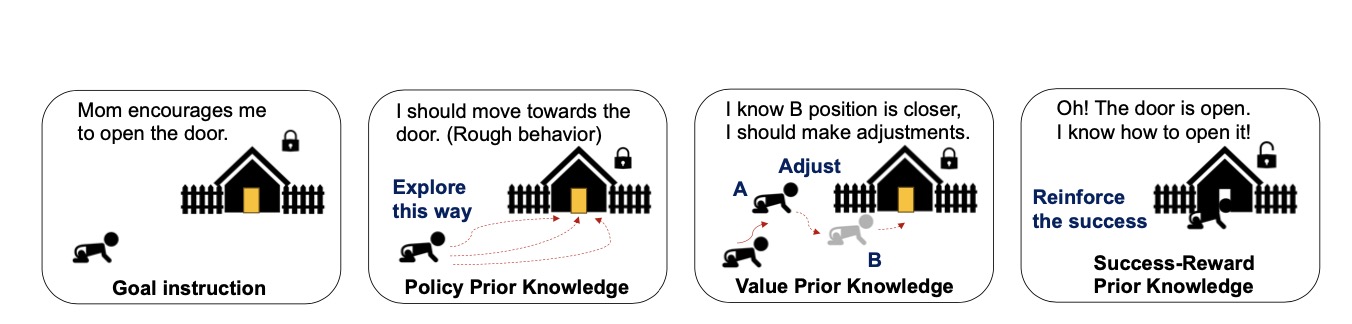 Mom encourages me
to open the door.
Goal instruction
I should move towards the
door. (Rough behavior)
Explore
this way
Policy Prior Knowledge
I know B position is closer,
I should make adjustments.
Adjust
A
B
Value Prior Knowledge
Oh! The door is open.
I know how to open it!
Reinforce
the success
Success-Reward
Prior Knowledge